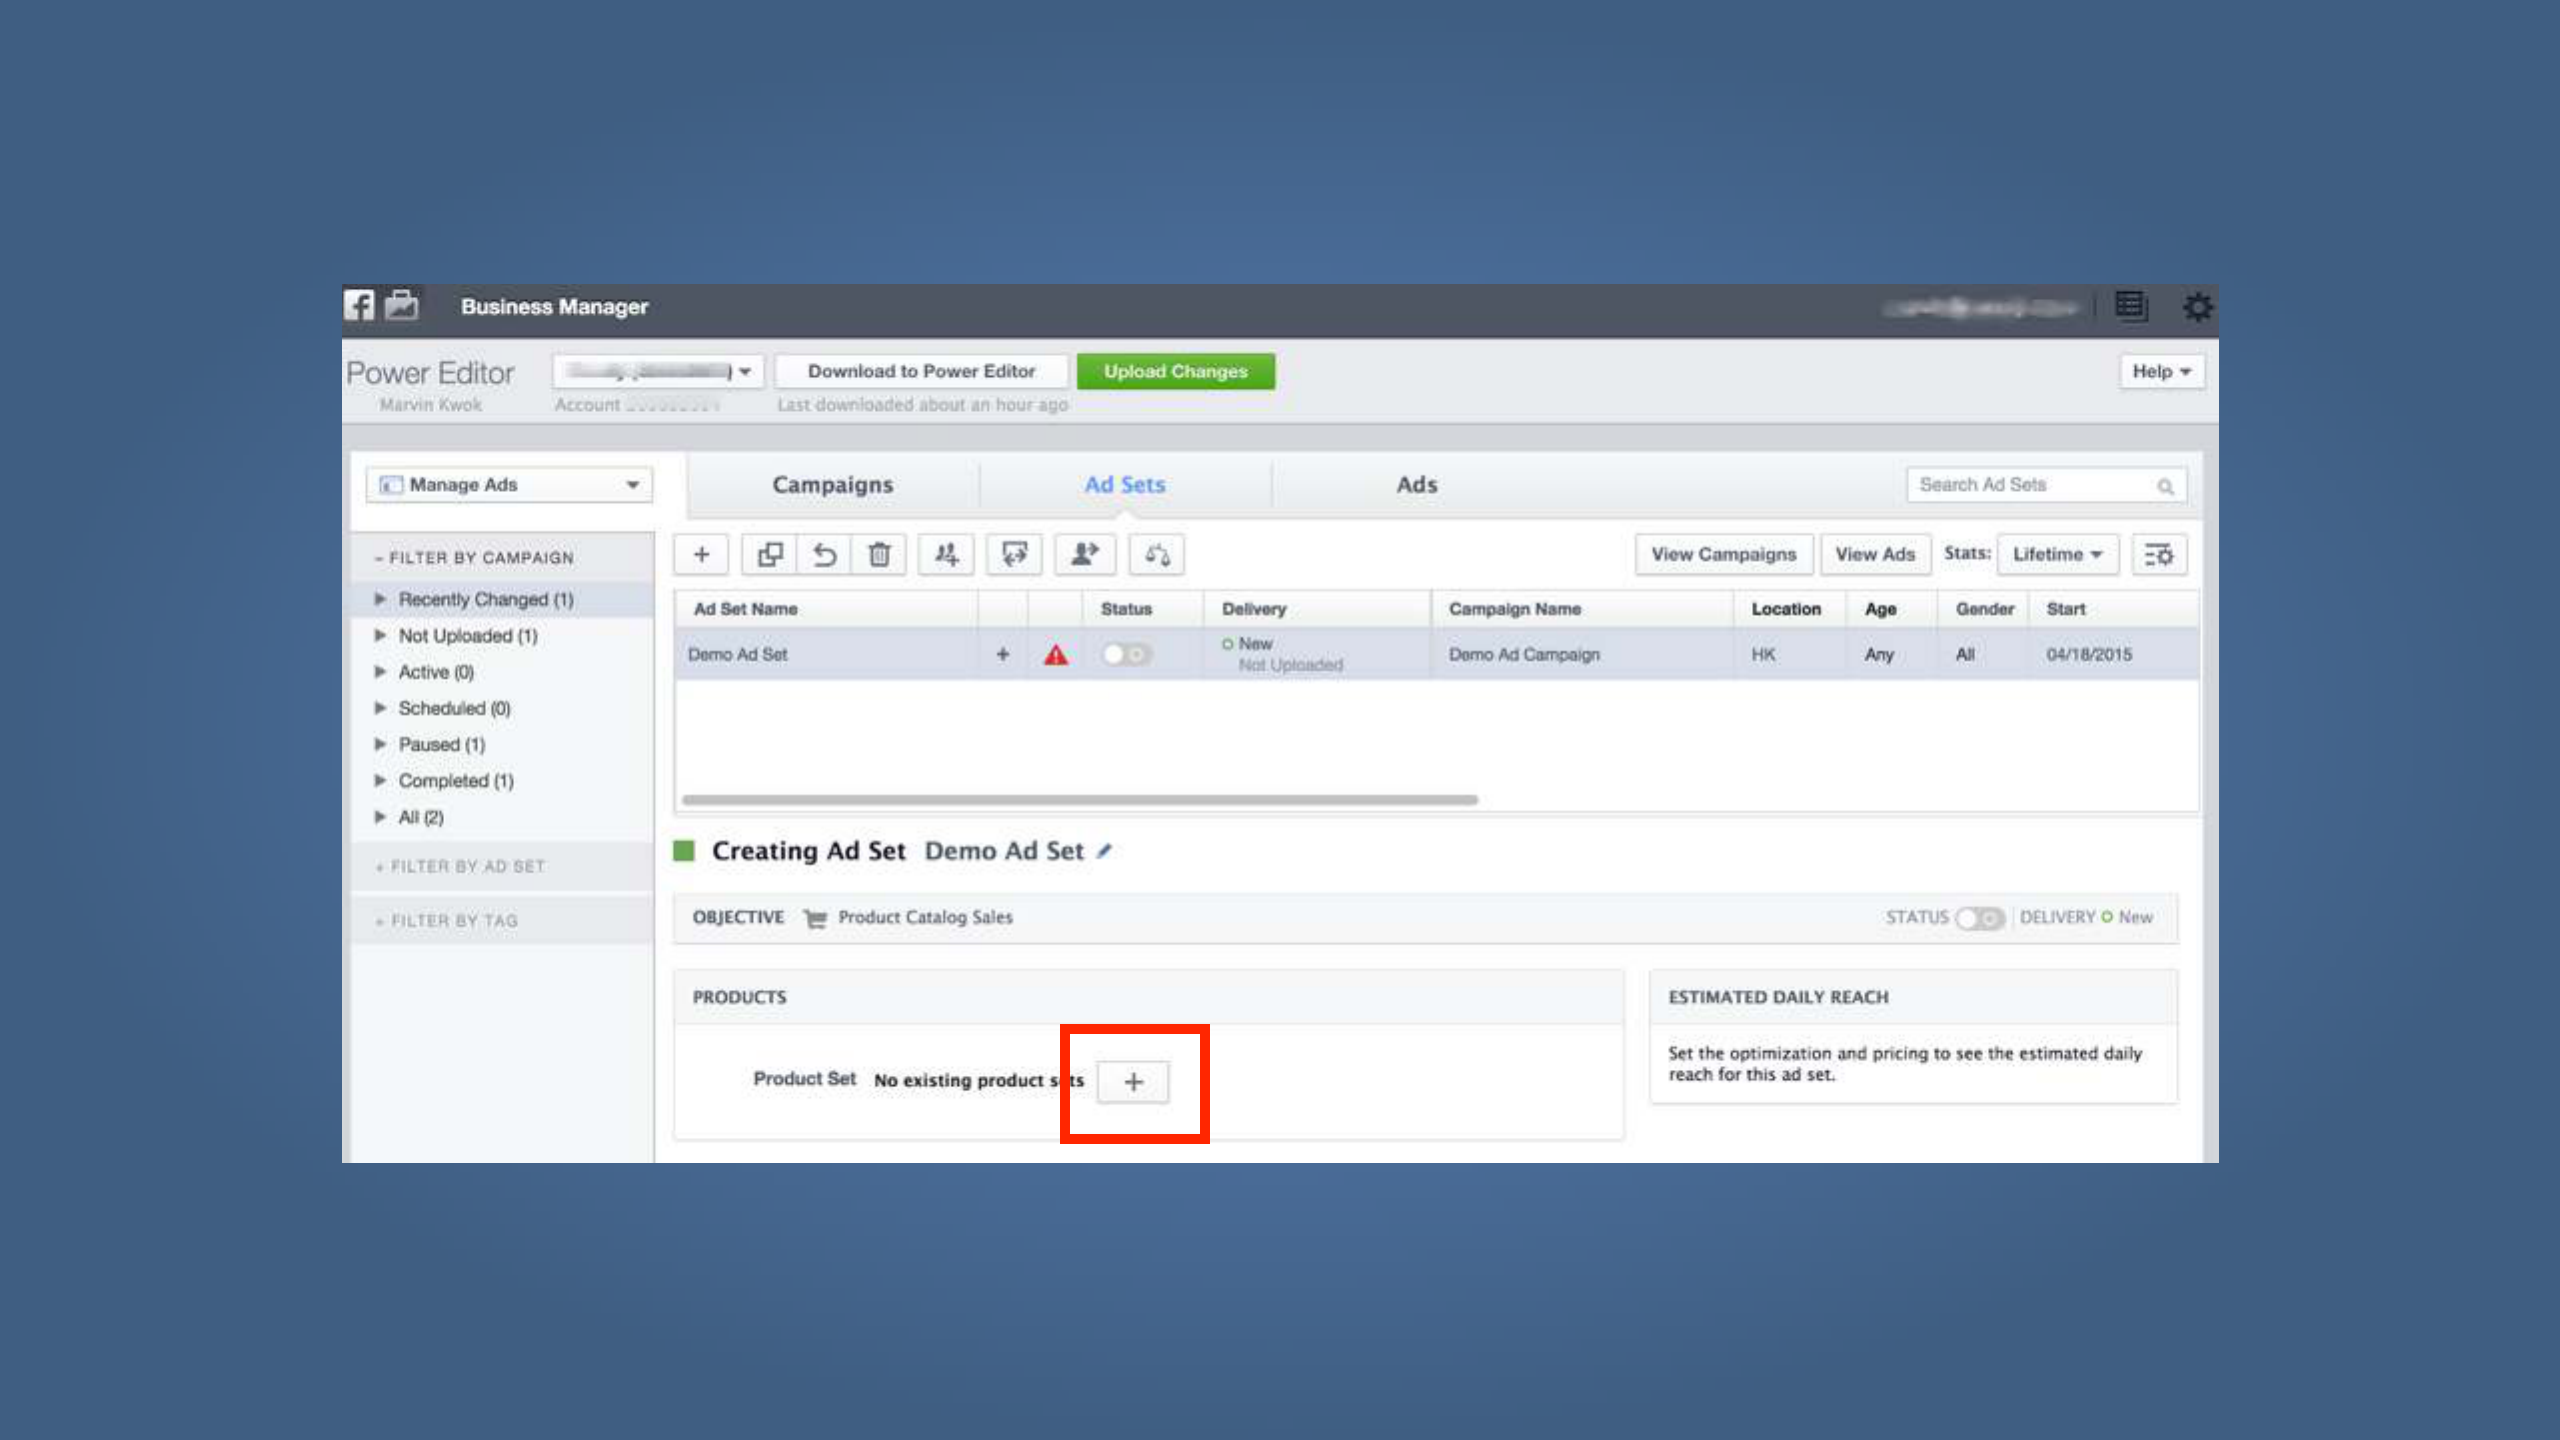 Business Manager
Power Editor
Download to Power Editor
Upload Changes
Help
Marvin Kwok
Account
Last downloaded about an hour ago
Manage Ads
Campaigns
Ad Sets
Ads
Search Ad Sets
- FILTER BY CAMPAIGN
Recently Changed (1)
Not Uploaded (1)
Active (0)
Scheduled (0)
Paused (1)
Completed (1)
All (2)
+ FILTER BY AD SET
+ FILTER BY TAG
View Campaigns
View Ads
Stats: Lifetime
Ad Set Name Status Delivery Campaign Name Location Age Gender Start
Demo Ad Set + New Demo Ad Campaign HK Any All 04/18/2015
Not Uploaded
Creating Ad Set Demo Ad Set
OBJECTIVE Product Catalog Sales
STATUS DELIVERY New
PRODUCTS
Product Set No existing product sets +
ESTIMATED DAILY REACH
Set the optimization and pricing to see the estimated daily
reach for this ad set.